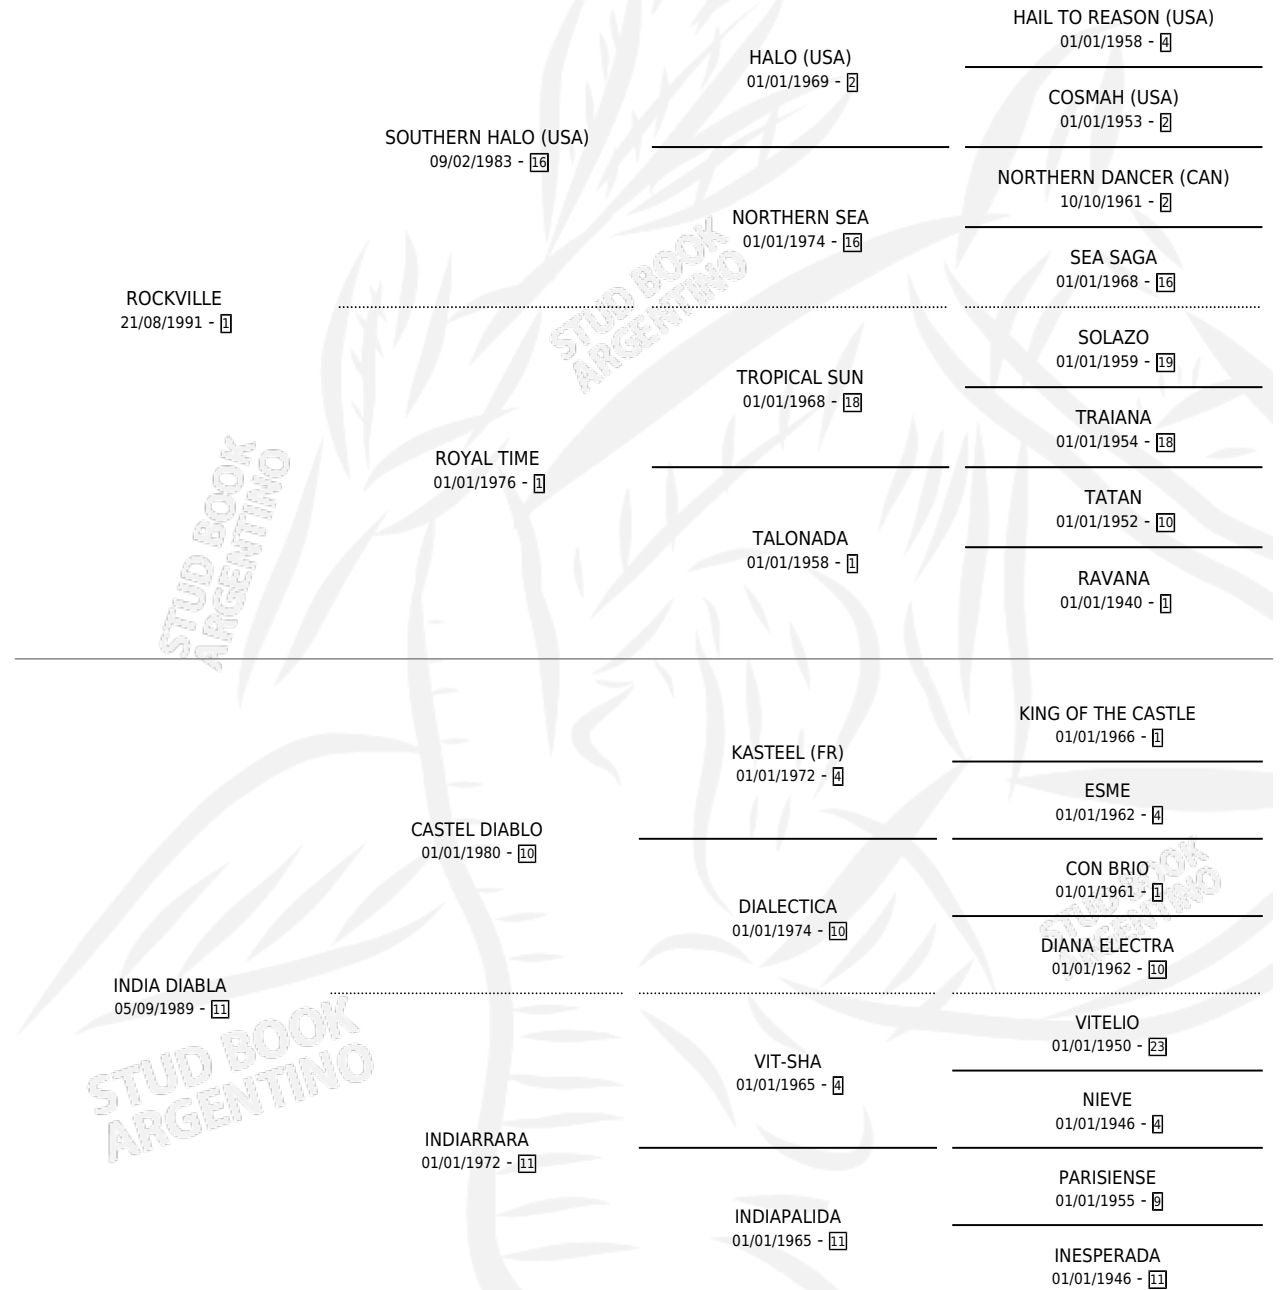 HAIL TO REASON (USA)
01/01/1958 - 4
HALO (USA)
01/01/1969 - 2
COSMAH (USA)
01/01/1953 - 2
SOUTHERN HALO (USA)
09/02/1983 - 16
NORTHERN DANCER (CAN)
10/10/1961 - 2
NORTHERN SEA
01/01/1974 - 16
SEA SAGA
01/01/1968 - 16
STUD BOOK
ARGENTINO
ROCKVILLE
21/08/1991 - 1
SOLAZO
01/01/1959 - 19
TROPICAL SUN
01/01/1968 - 18
TRAIANA
01/01/1954 - 18
ROYAL TIME
01/01/1976 - 1
TATAN
01/01/1952 - 10
TALONADA
01/01/1958 - 1
RAVANA
01/01/1940 - 1
STUD BOOK
ARGENTINO
KING OF THE CASTLE
01/01/1966 - 1
KASTEEL (FR)
01/01/1972 - 4
ESME
01/01/1962 - 4
CASTEL DIABLO
01/01/1980 - 10
CON BRIO
01/01/1961 - 1
STUD BOOK
ARGENTINO
DIALECTICA
01/01/1974 - 10
DIANA ELECTRA
01/01/1962 - 10
INDIA DIABLA
05/09/1989 - 11
STUD BOOK
ARGENTINO
VITELIO
01/01/1950 - 23
VIT-SHA
01/01/1965 - 4
NIEVE
01/01/1946 - 4
INDIARRARA
01/01/1972 - 11
PARISIENSE
01/01/1955 - 9
INDIAPALIDA
01/01/1965 - 11
INESPERADA
01/01/1946 - 11